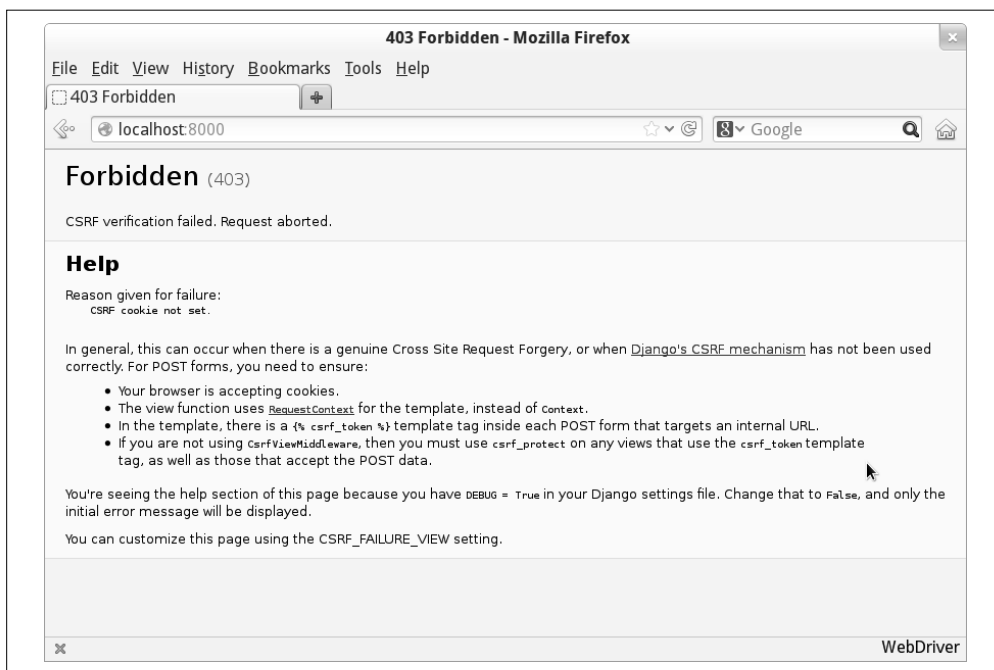 403 Forbidden - Mozilla Firefox
File Edit View History Bookmarks Tools Help
403 Forbidden
localhost:8000
Google
Forbidden (403)
CSRF verification failed. Request aborted.
Help
Reason given for failure:
CSRF cookie not set.
In general, this can occur when there is a genuine Cross Site Request Forgery, or when Django's CSRF mechanism has not been used
correctly. For POST forms, you need to ensure:
• Your browser is accepting cookies.
• The view function uses RequestContext for the template, instead of Context.
• In the template, there is a {% csrf_token %} template tag inside each POST form that targets an internal URL.
• If you are not using CsrfViewMiddleware, then you must use csrf_protect on any views that use the csrf_token template
tag, as well as those that accept the POST data.
You're seeing the help section of this page because you have DEBUG = True in your Django settings file. Change that to False, and only the
initial error message will be displayed.
You can customize this page using the CSRF_FAILURE_VIEW setting.
WebDriver